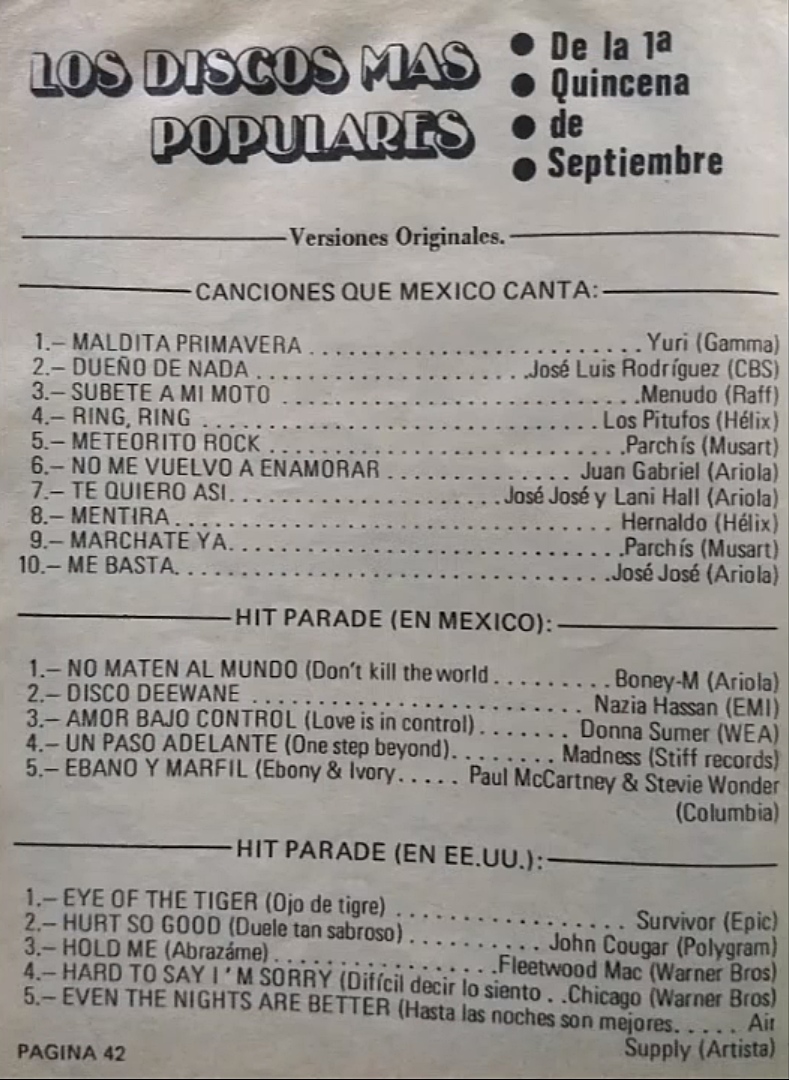 LOS DISCOS MAS
POPULARES
● De la 1ª
● Quincena
● de
● Septiembre
Versiones Originales.
CANCIONES QUE MEXICO CANTA:
1.— MALDITA PRIMAVERA . . . . . . . . . . . . . . . . . . . . . . . . Yuri (Gamma)
2.— DUEÑO DE NADA . . . . . . . . . . . . . . . . . . . .José Luis Rodríguez (CBS)
3.— SUBETE A MI MOTO . . . . . . . . . . . . . . . . . . . . . . . . . .Menudo (Raff)
4.— RING, RING . . . . . . . . . . . . . . . . . . . . . . . . . . . . Los Pitufos (Hélix)
5.— METEORITO ROCK . . . . . . . . . . . . . . . . . . . . . . . . . .Parchís (Musart)
6.— NO ME VUELVO A ENAMORAR . . . . . . . . . . . . . . Juan Gabriel (Ariola)
7.— TE QUIERO ASI. . . . . . . . . . . . . . . . . . . .José José y Lani Hall (Ariola)
8.— MENTIRA . . . . . . . . . . . . . . . . . . . . . . . . . . . . . . . Hernaldo (Hélix)
9.— MARCHATE YA. . . . . . . . . . . . . . . . . . . . . . . . . . . .Parchís (Musart)
10.— ME BASTA. . . . . . . . . . . . . . . . . . . . . . . . . . . . . . .José José (Ariola)
HIT PARADE (EN MEXICO):
1.— NO MATEN AL MUNDO (Don't kill the world . . . . . . . . . Boney-M (Ariola)
2.— DISCO DEEWANE . . . . . . . . . . . . . . . . . . . . . . . . . Nazia Hassan (EMI)
3.— AMOR BAJO CONTROL (Love is in control) . . . . . . . Donna Sumer (WEA)
4.— UN PASO ADELANTE (One step beyond). . . . . . . . Madness (Stiff records)
5.— EBANO Y MARFIL (Ebony & Ivory . . . . . Paul McCartney & Stevie Wonder
(Columbia)
HIT PARADE (EN EE.UU.):
1.— EYE OF THE TIGER (Ojo de tigre) . . . . . . . . . . . . . . . . . Survivor (Epic)
2.— HURT SO GOOD (Duele tan sabroso) . . . . . . . . . . John Cougar (Polygram)
3.— HOLD ME (Abrazáme) . . . . . . . . . . . . . . . . . .Fleetwood Mac (Warner Bros)
4.— HARD TO SAY I ' M SORRY (Difícil decir lo siento . .Chicago (Warner Bros)
5.— EVEN THE NIGHTS ARE BETTER (Hasta las noches son mejores. . . . . Air
Supply (Artista)
PAGINA 42